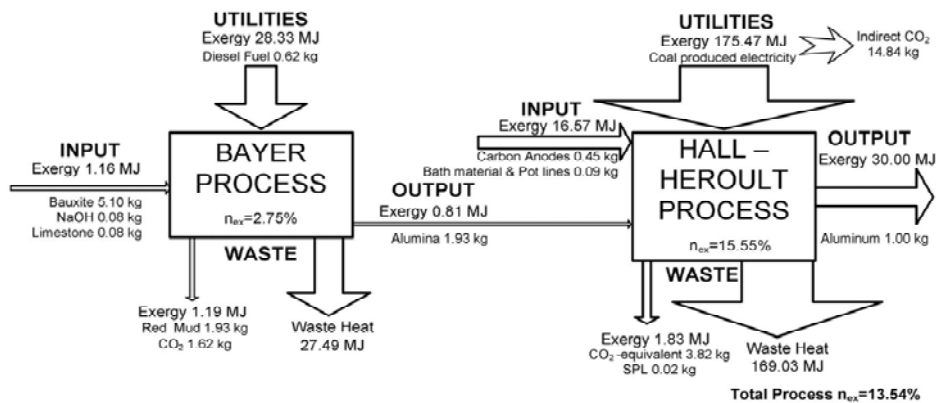 UTILITIES
Exergy 28.33 MJ
Diesel Fuel 0.62 kg
INPUT
Exergy 1.16 MJ
Bauxite 5.10 kg
NaOH 0.08 kg
Limestone 0.08 kg
BAYER
PROCESS
nex=2.75%
WASTE
Exergy 1.19 MJ
Red Mud 1.93 kg
CO2 1.62 kg
Waste Heat
27.49 MJ
OUTPUT
Exergy 0.81 MJ
Alumina 1.93 kg
UTILITIES
Exergy 175.47 MJ
Coal produced electricity
Indirect CO2
14.84 kg
INPUT
Exergy 16.57 MJ
Carbon Anodes 0.45 kg
Bath material & Pot lines 0.09 kg
HALL –
HEROULT
PROCESS
nex=15.55%
WASTE
Exergy 1.83 MJ
CO2 -equivalent 3.82 kg
SPL 0.02 kg
Waste Heat
169.03 MJ
OUTPUT
Exergy 30.00 MJ
Aluminum 1.00 kg
Total Process nex=13.54%